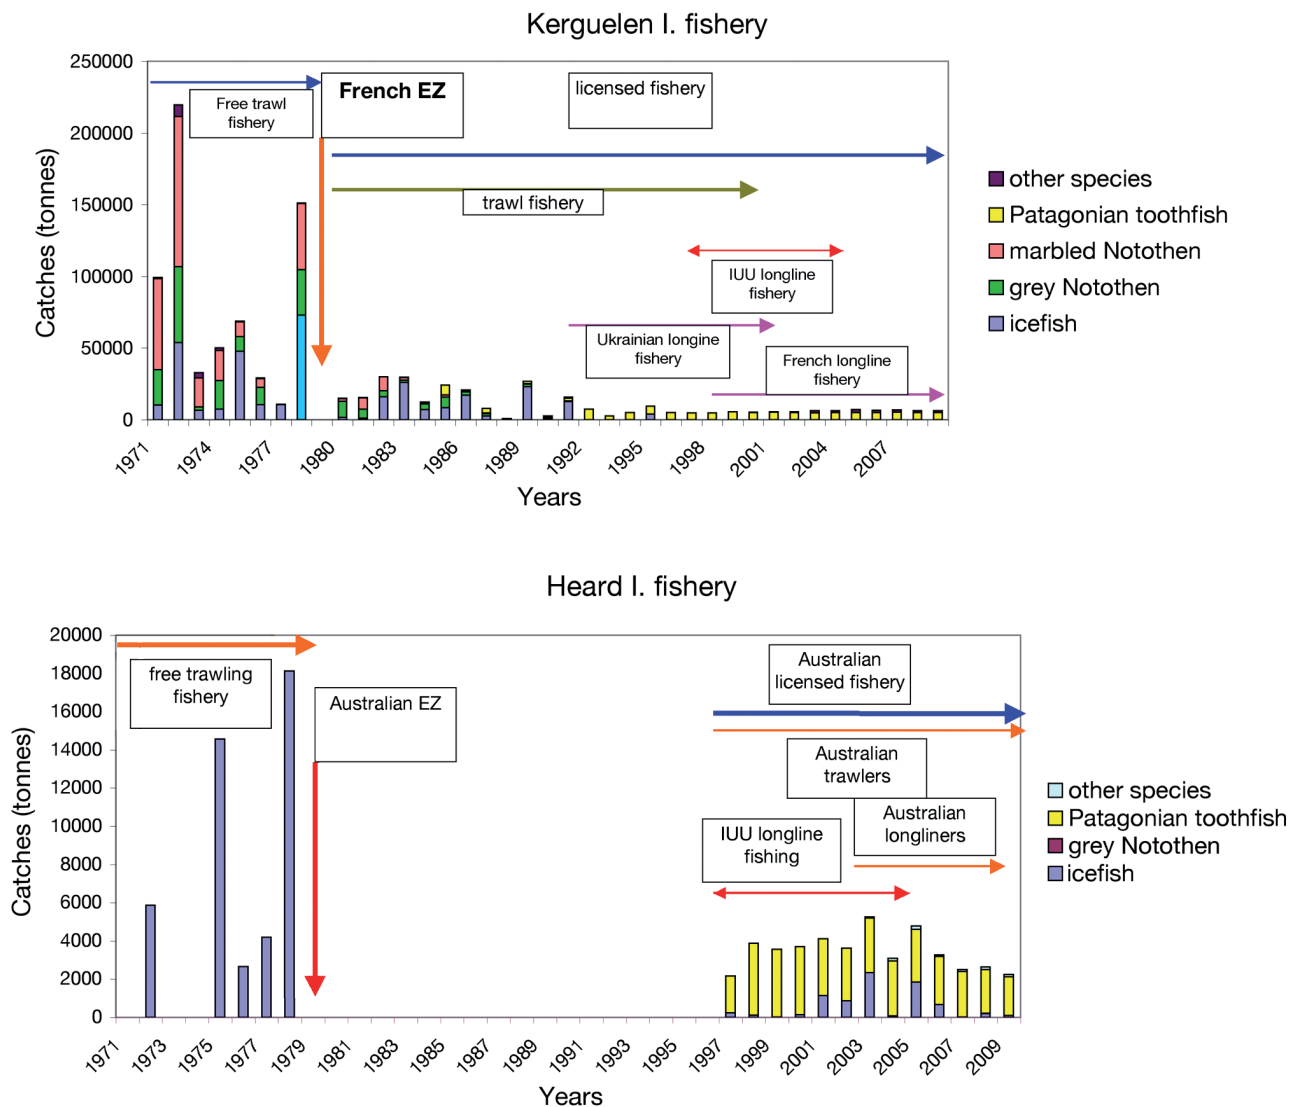 Kerguelen I. fishery
250000
200000
150000
100000
50000
0
Catches (tonnes)
French EZ
licensed fishery
Free trawl
fishery
trawl fishery
IUU longline
fishery
Ukrainian longine
fishery
French longline
fishery
other species
Patagonian toothfish
marbled Notothen
grey Notothen
icefish
1971
1974
1977
1980
1983
1986
1989
1992
1995
1998
2001
2004
2007
Years
Heard I. fishery
20000
18000
16000
14000
12000
10000
8000
6000
4000
2000
0
Catches (tonnes)
free trawling
fishery
Australian EZ
Australian
licensed fishery
Australian
trawlers
Australian
longliners
IUU longline
fishing
other species
Patagonian toothfish
grey Notothen
icefish
1971
1973
1975
1977
1979
1981
1983
1985
1987
1989
1991
1993
1995
1997
1999
2001
2003
2005
2007
2009
Years